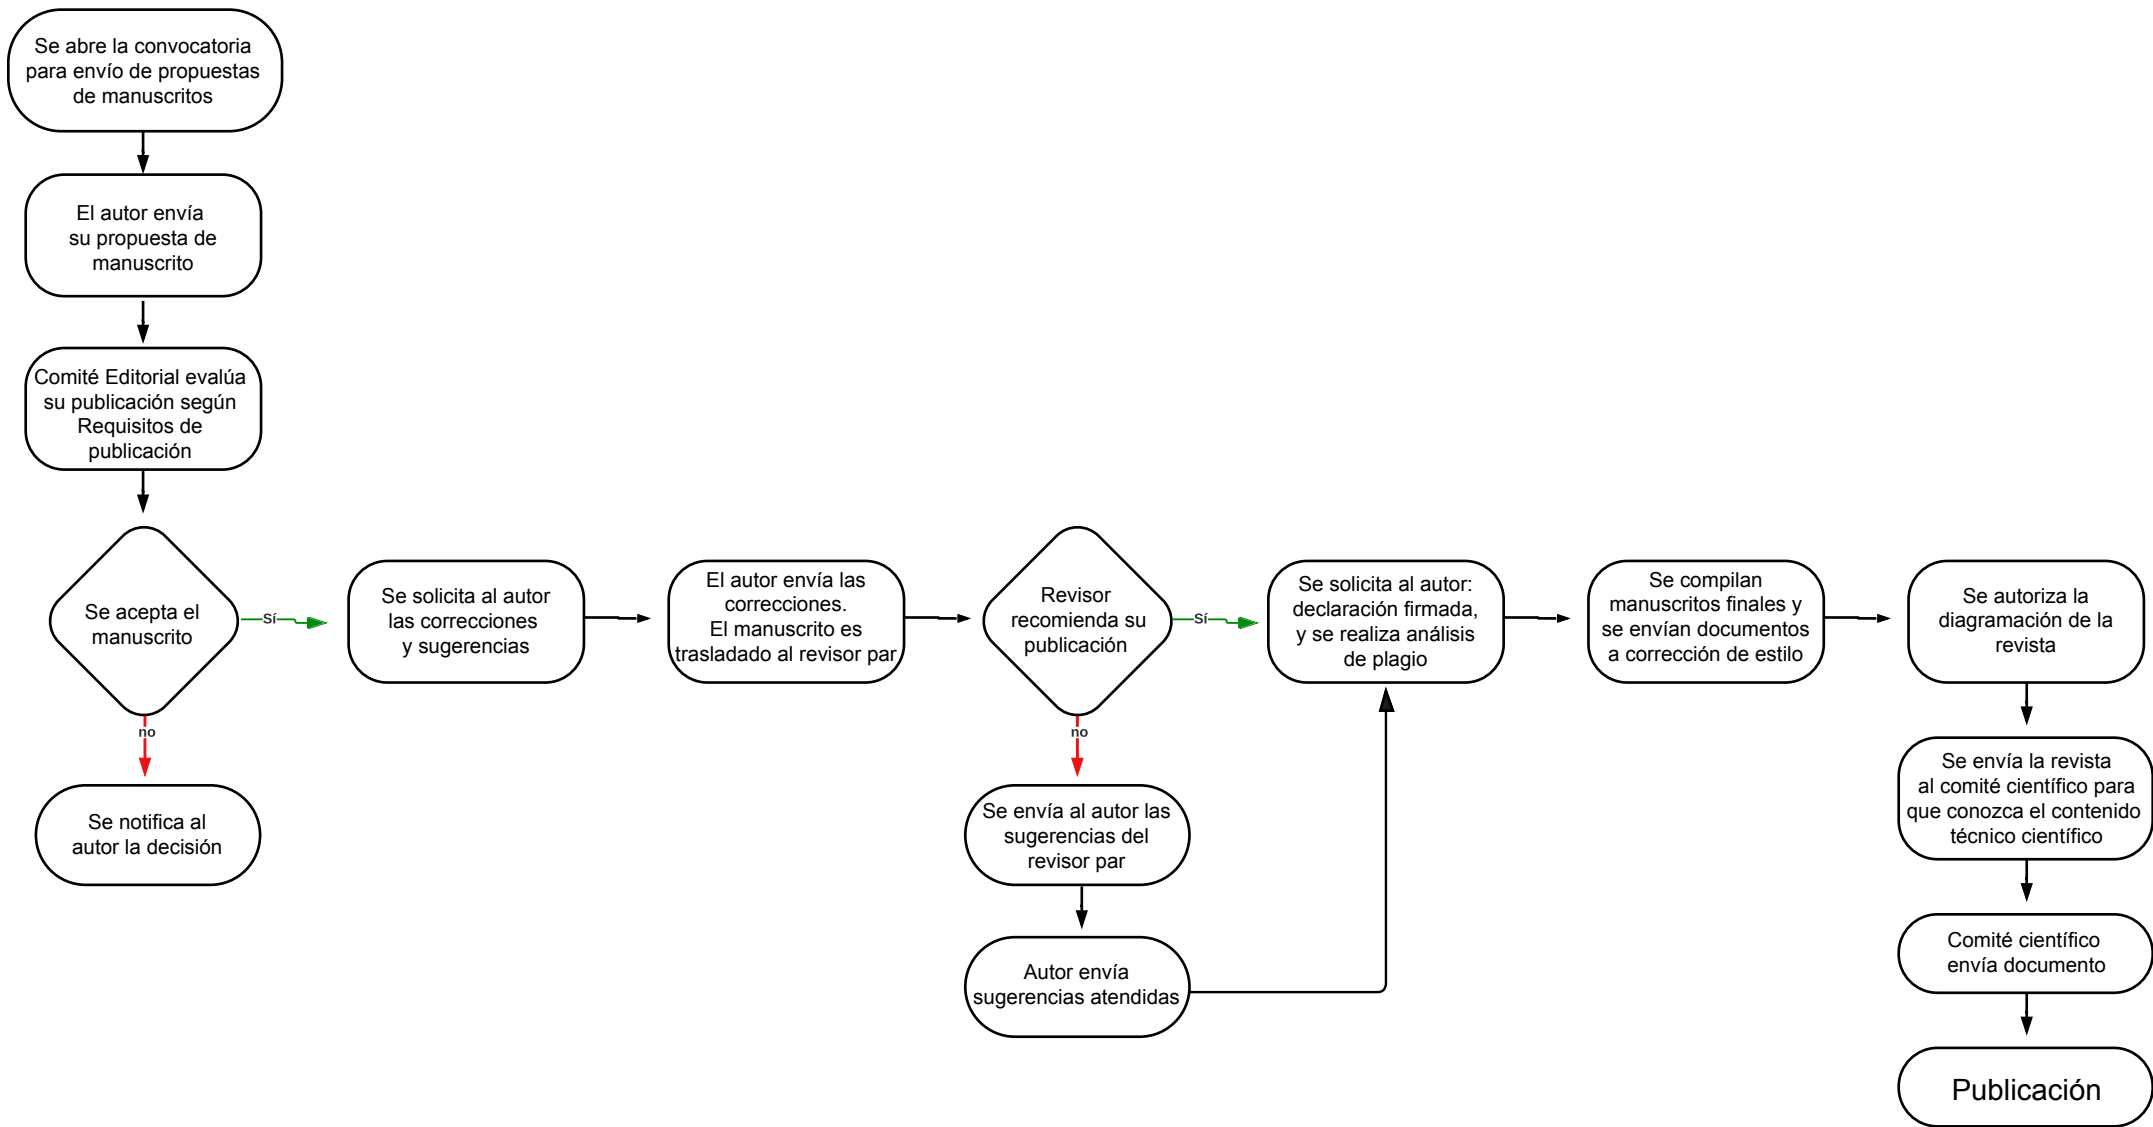 Se abre la convocatoria
para envío de propuestas
de manuscritos
El autor envía
su propuesta de
manuscrito
Comité Editorial evalúa
su publicación según
Requisitos de
publicación
Se acepta el
manuscrito
Sí
no
Se notifica al
autor la decisión
Se solicita al autor
las correcciones
y sugerencias
El autor envía las
correcciones.
El manuscrito es
trasladado al revisor par
Revisor
recomienda su
publicación
Sí
no
Se envía al autor las
sugerencias del
revisor par
Autor envía
sugerencias atendidas
Se solicita al autor:
declaración firmada,
y se realiza análisis
de plagio
Se compilan
manuscritos finales y
se envían documentos
a corrección de estilo
Se autoriza la
diagramación de la
revista
Se envía la revista
al comité científico para
que conozca el contenido
técnico científico
Comité científico
envía documento
Publicación